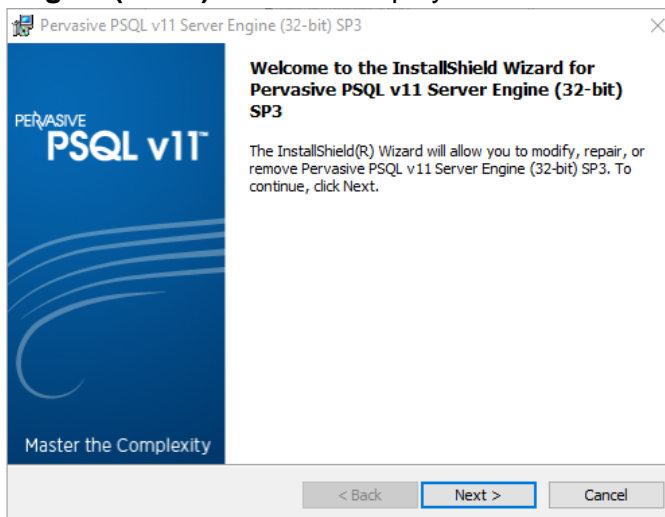 Pervasive PSQL v11 Server Engine (32-bit) SP3
Welcome to the InstallShield Wizard for
Pervasive PSQL v11 Server Engine (32-bit)
SP3
PERVASIVE
PSQL v11™
The InstallShield(R) Wizard will allow you to modify, repair, or
remove Pervasive PSQL v11 Server Engine (32-bit) SP3. To
continue, click Next.
Master the Complexity
< Back
Next >
Cancel